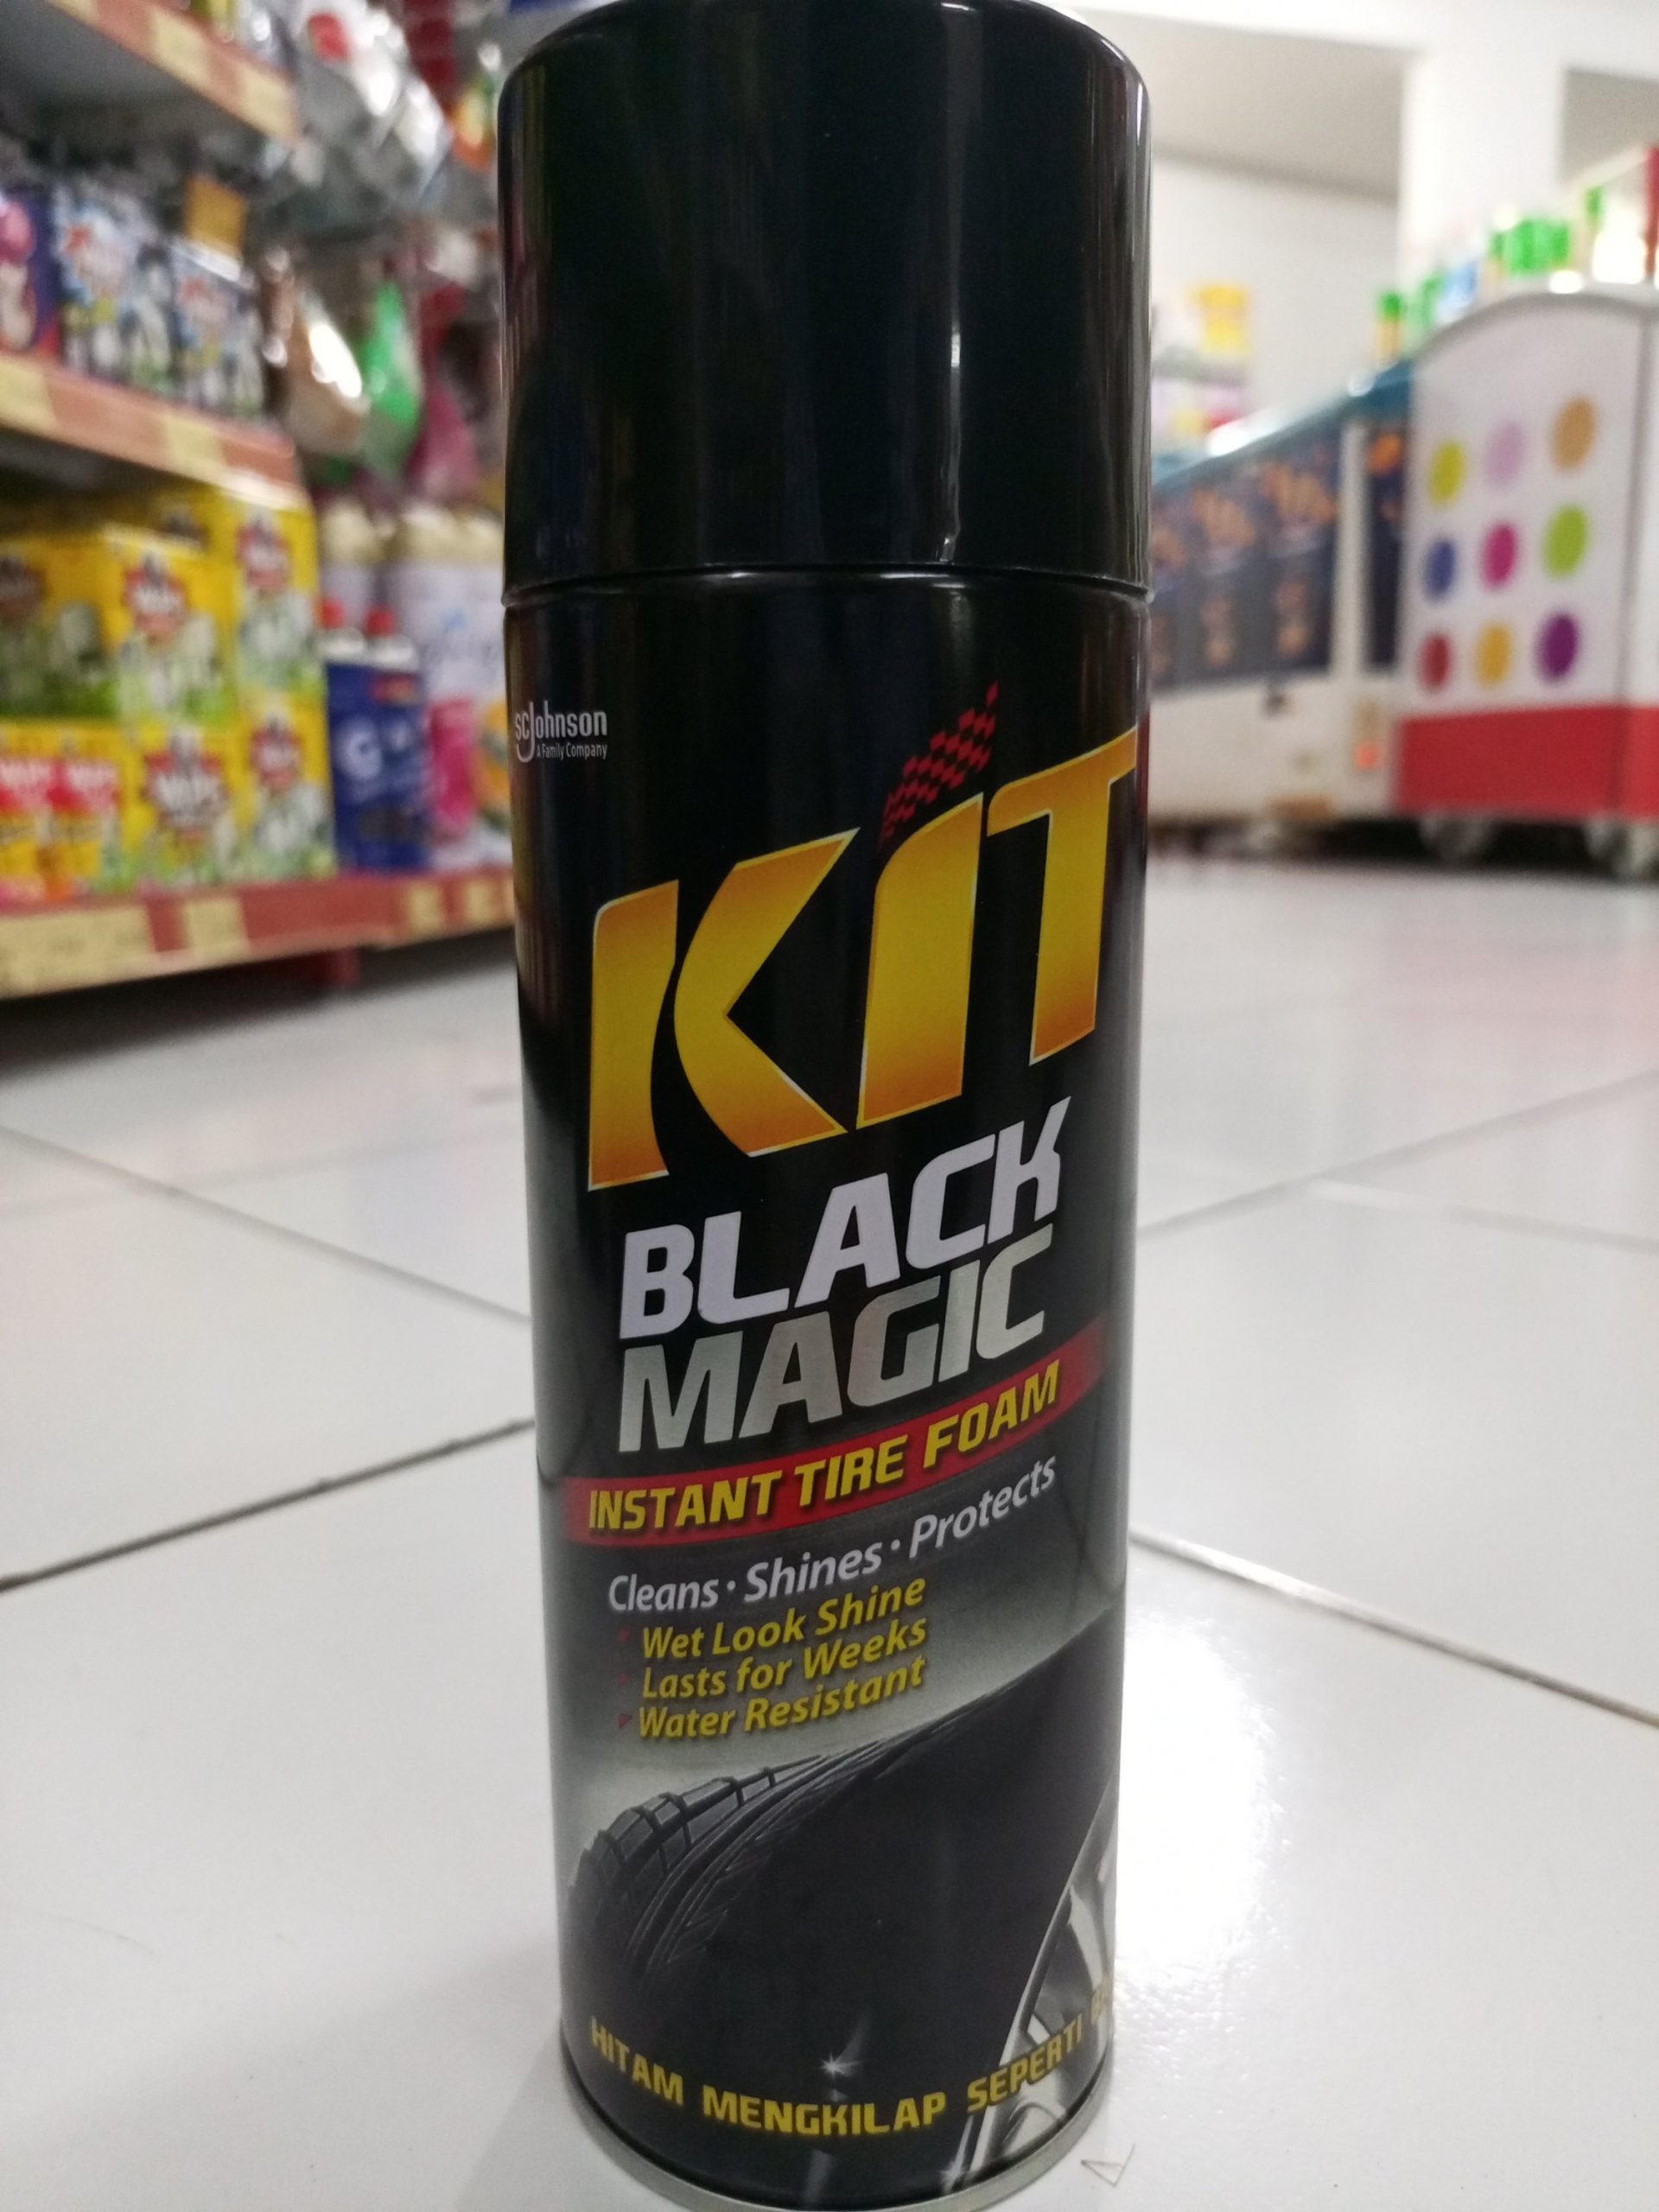 scJohnson
A Family Company
KIT
BLACK
MAGIC
INSTANT TIRE FOAM
Cleans · Shines · Protects
Wet Look Shine
Lasts for Weeks
Water Resistant
HITAM MENGKILAP SEPERTI